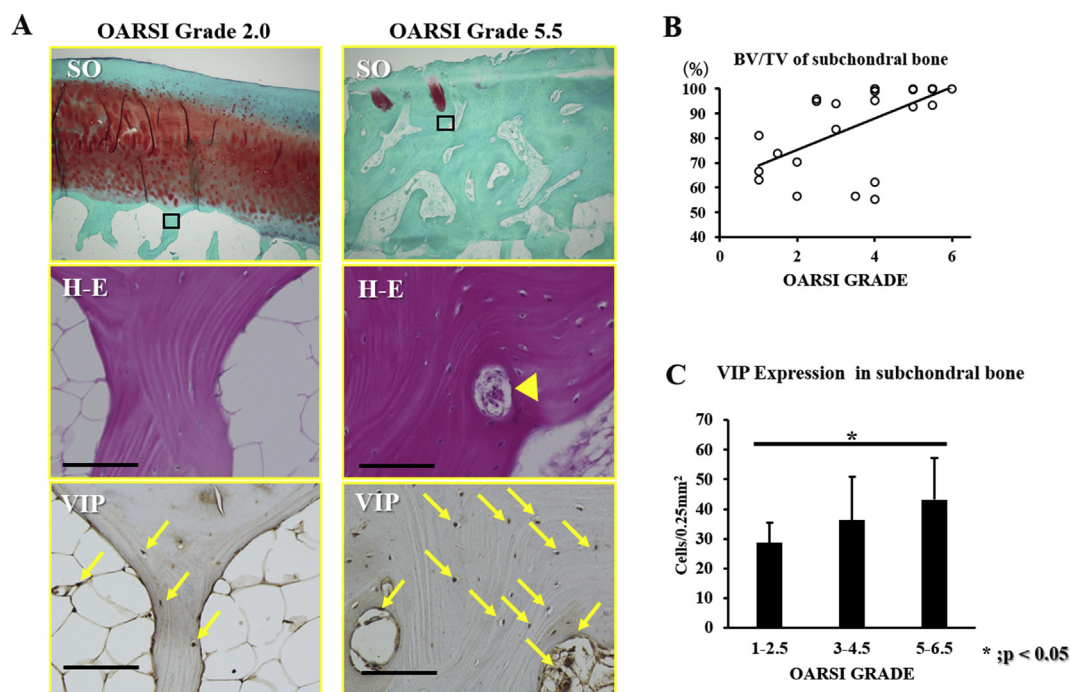 A
OARSI Grade 2.0
OARSI Grade 5.5
SO
SO
H-E
H-E
VIP
VIP
B
BV/TV of subchondral bone
(%)
100
90
80
70
60
50
40
0
2
4
6
OARSI GRADE
C
VIP Expression in subchondral bone
70
60
50
40
30
20
10
0
Cells/0.25mm²
*
1-2.5
3-4.5
5-6.5
OARSI GRADE
* ;p < 0.05